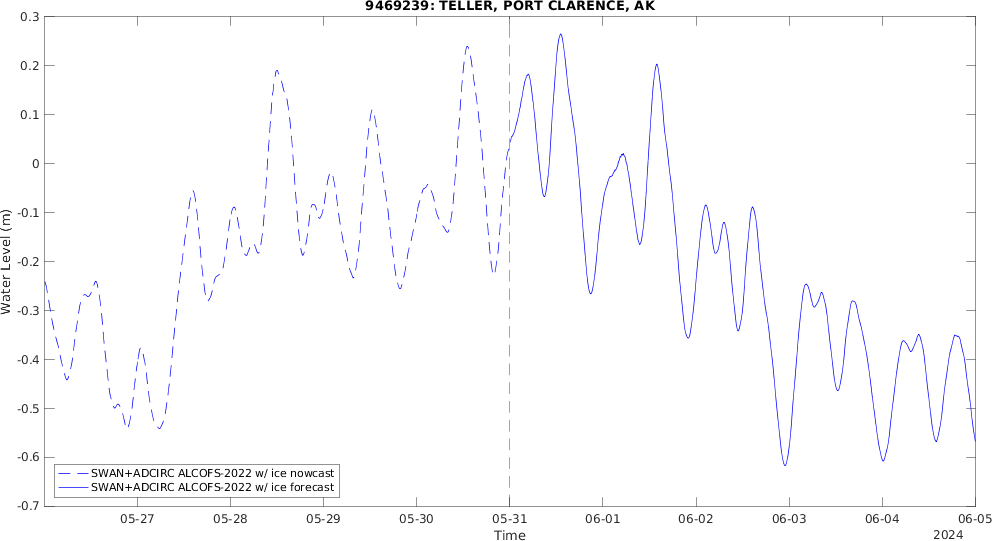 9469239: TELLER, PORT CLARENCE, AK
0.3
0.2
0.1
0
-0.1
-0.2
-0.3
-0.4
-0.5
-0.6
-0.7
Water Level (m)
SWAN+ADCIRC ALCOFS-2022 w/ ice nowcast
SWAN+ADCIRC ALCOFS-2022 w/ ice forecast
05-27 05-28 05-29 05-30 05-31 06-01 06-02 06-03 06-04 06-05
Time
2024